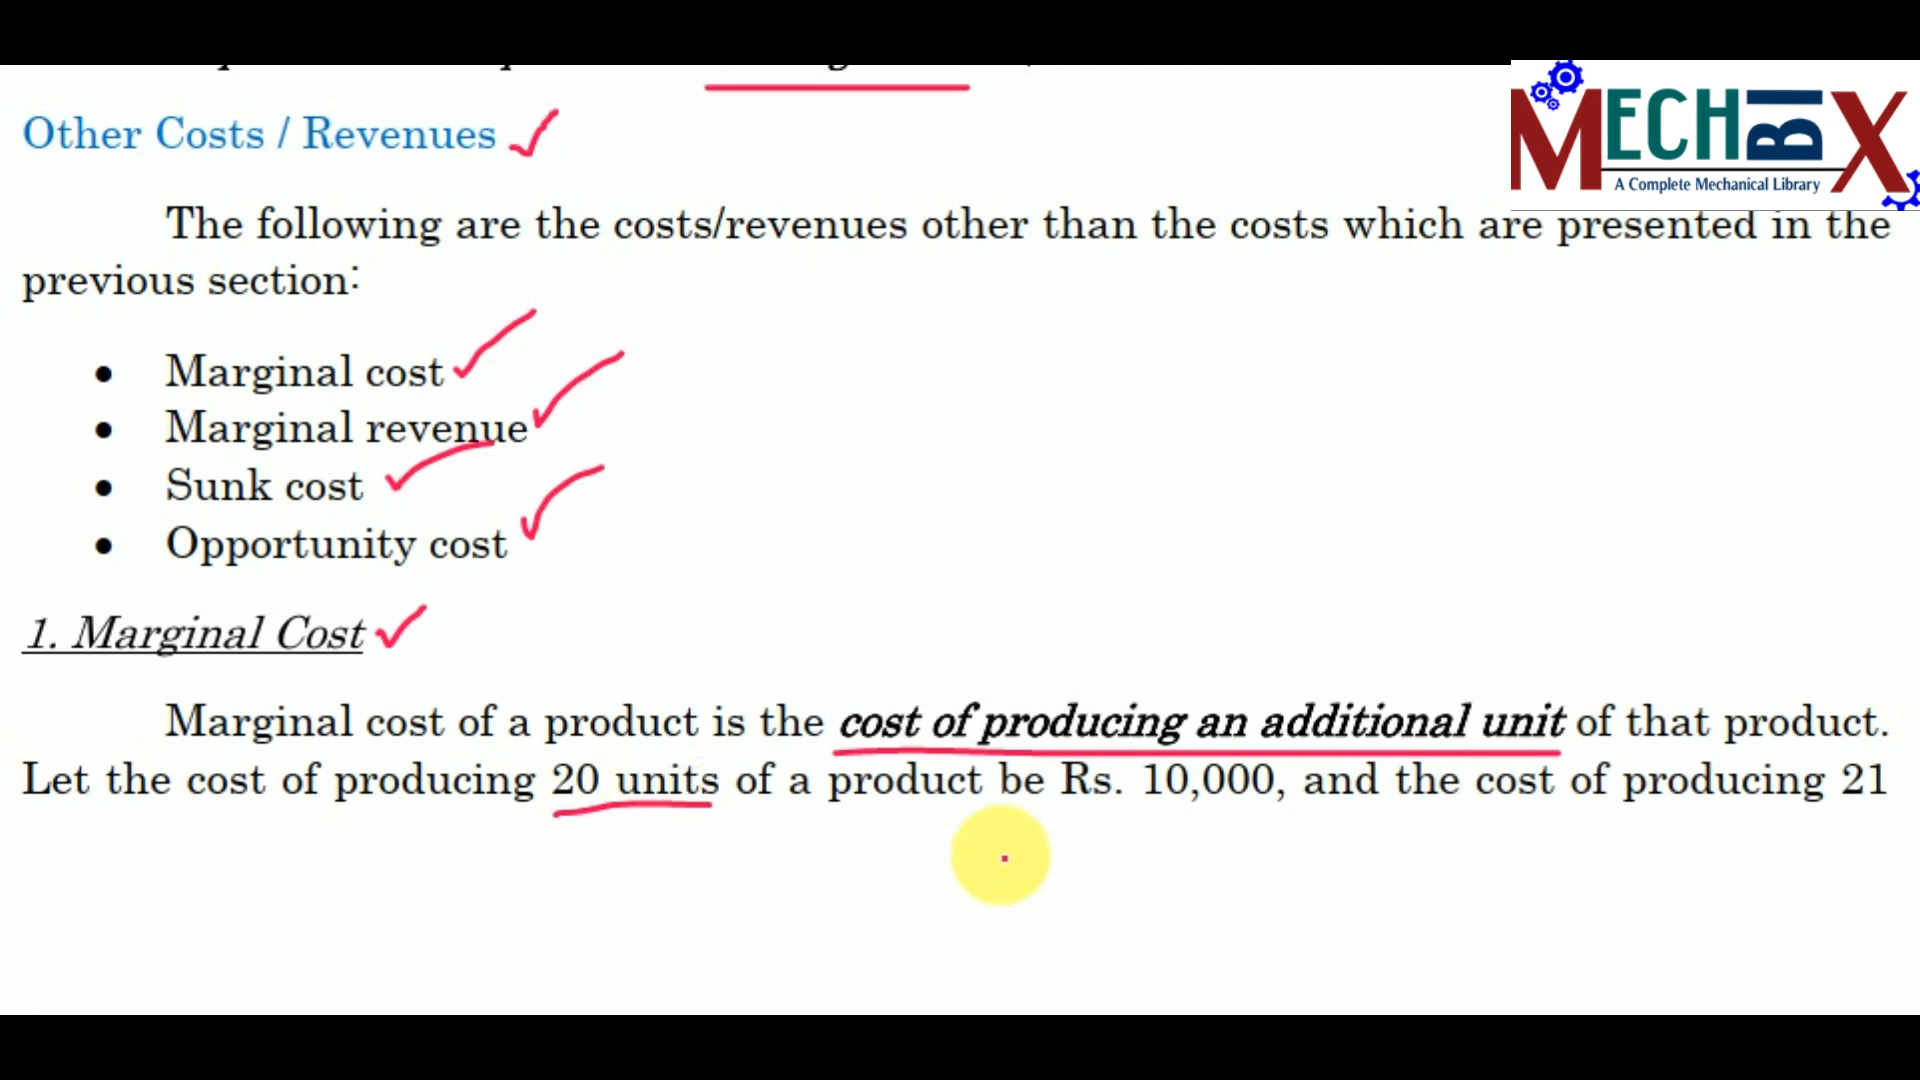 Other Costs / Revenues
MECHBIX
A Complete Mechanical Library
The following are the costs/revenues other than the costs which are presented in the
previous section:
• Marginal cost
• Marginal revenue
• Sunk cost
• Opportunity cost
1. Marginal Cost
Marginal cost of a product is the cost of producing an additional unit of that product.
Let the cost of producing 20 units of a product be Rs. 10,000, and the cost of producing 21